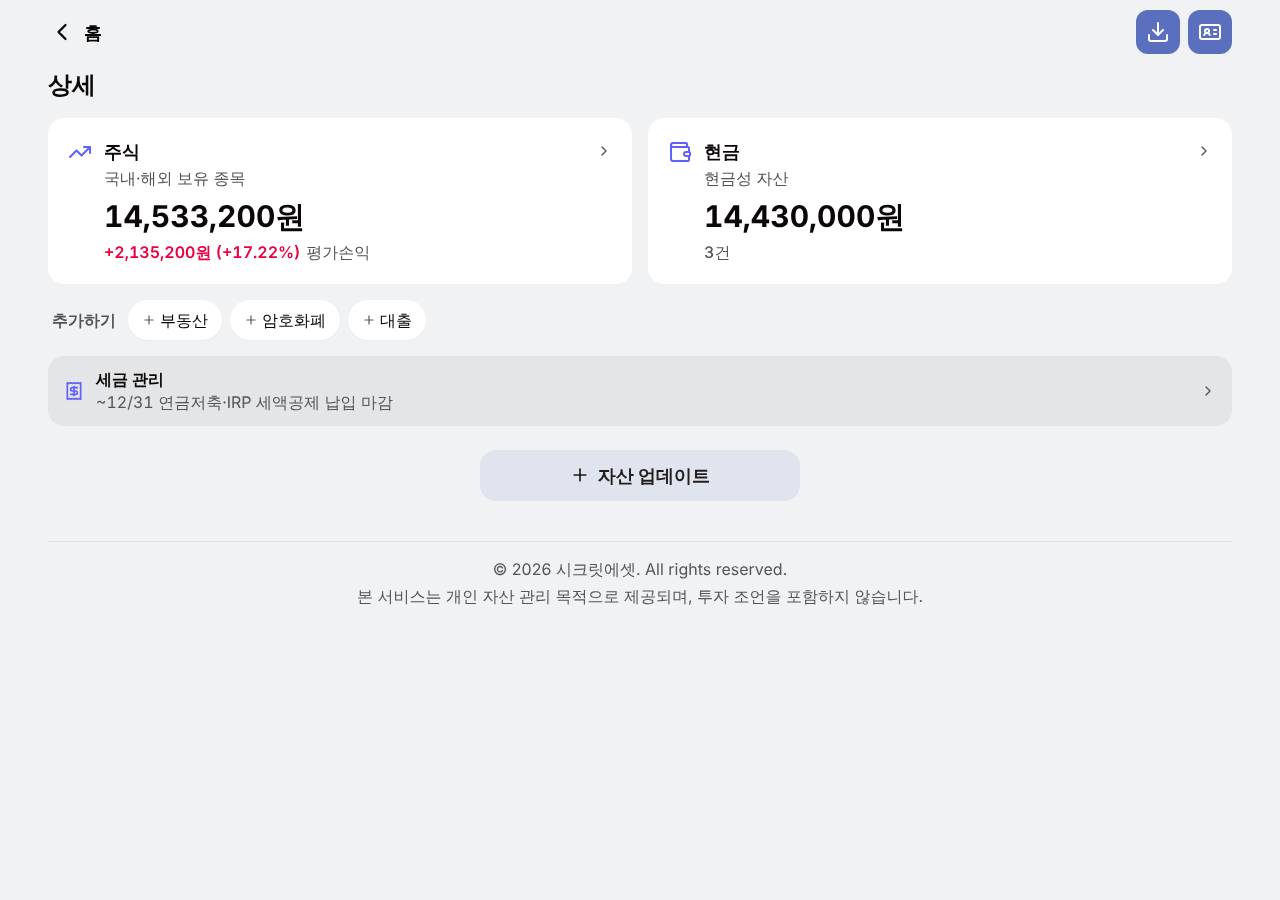 홈
상세
주식
국내·해외 보유 종목
14,533,200원
+2,135,200원 (+17.22%) 평가손익
현금
현금성 자산
14,430,000원
3건
추가하기 + 부동산 + 암호화폐 + 대출
세금 관리
~12/31 연금저축·IRP 세액공제 납입 마감
+ 자산 업데이트
© 2026 시크릿에셋. All rights reserved.
본 서비스는 개인 자산 관리 목적으로 제공되며, 투자 조언을 포함하지 않습니다.